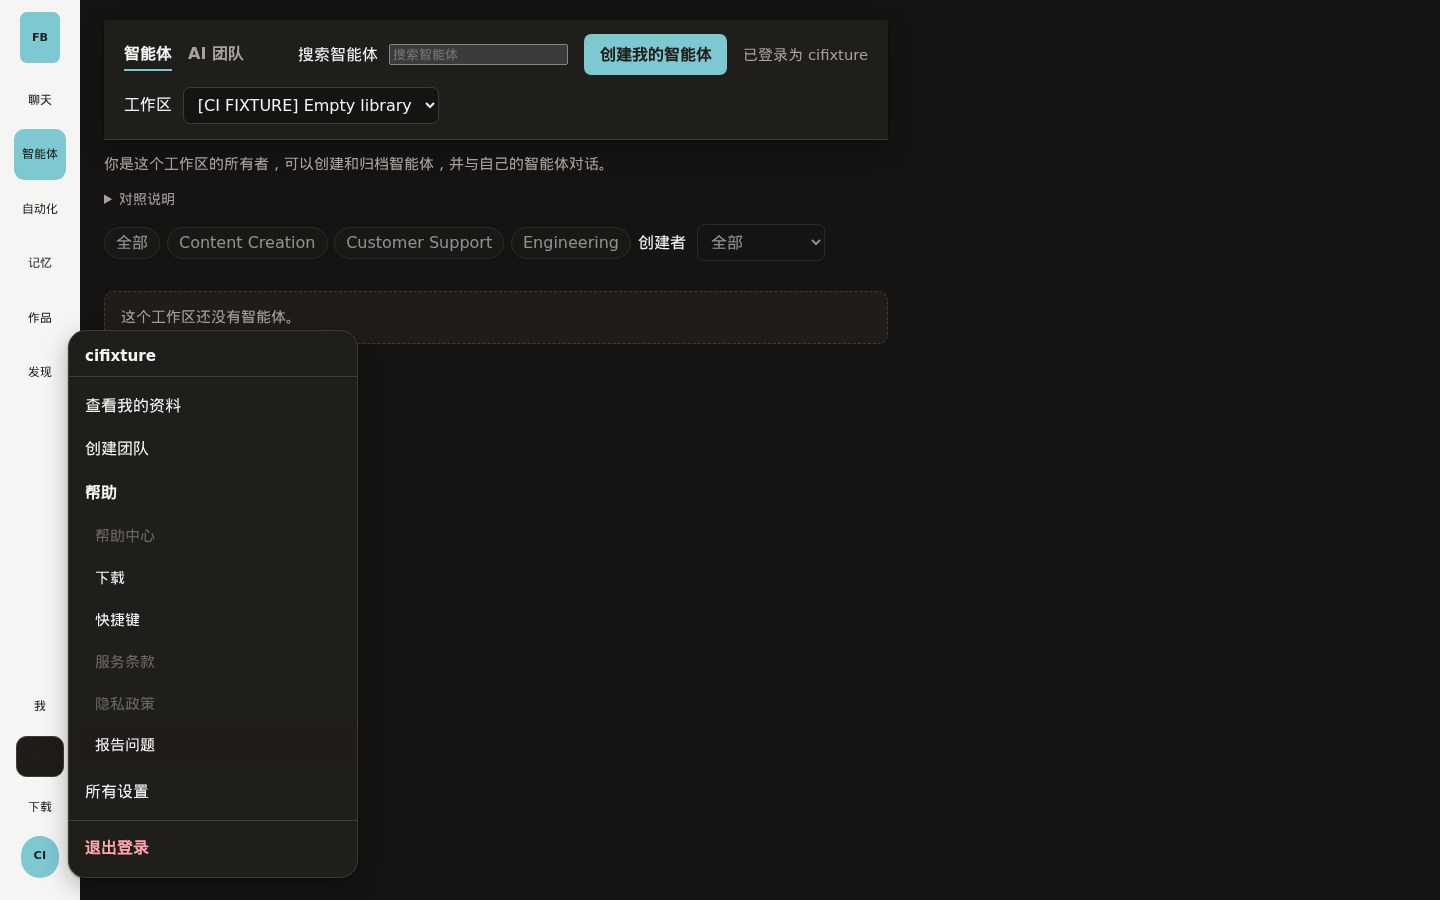 FB
聊天
智能体
自动化
记忆
作品
发现
我
下载
CI
智能体 AI 团队 搜索智能体 搜索智能体 创建我的智能体 已登录为 cifixture
工作区 [CI FIXTURE] Empty library
你是这个工作区的所有者，可以创建和归档智能体，并与自己的智能体对话。
对照说明
全部 Content Creation Customer Support Engineering 创建者 全部
这个工作区还没有智能体。
cifixture
查看我的资料
创建团队
帮助
帮助中心
下载
快捷键
服务条款
隐私政策
报告问题
所有设置
退出登录